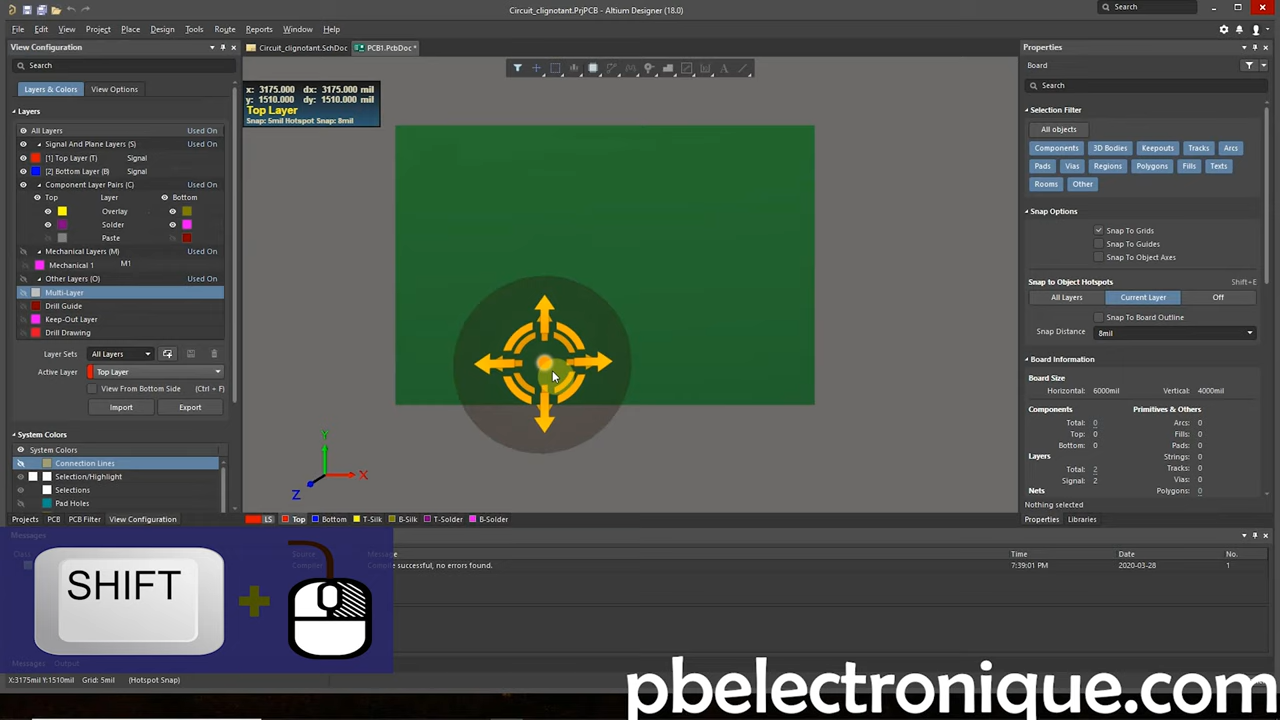 Circuit_clignotant.PrjPCB - Altium Designer (18.0)
Search
File Edit View Project Place Design Tools Route Reports Window Help
View Configuration
Circuit_clignotant.SchDoc
PCB1.PcbDoc *
Properties
Search
Board
Layers & Colors
View Options
x: 3175.000 dx: 3175.000 mil
y: 1510.000 dy: 1510.000 mil
Top Layer
Snap: 5mil Hotspot Snap: 8mil
Search
Layers
Selection Filter
All Layers Used On
All objects
Signal And Plane Layers (S) Used On
Components 3D Bodies Keepouts Tracks Arcs
[1] Top Layer (T) Signal
Pads Vias Regions Polygons Fills Texts
[2] Bottom Layer (B) Signal
Rooms Other
Component Layer Pairs (C) Used On
Top Layer Bottom
Overlay
Snap Options
Solder
Snap To Grids
Paste
Snap To Guides
Mechanical Layers (M) Used On
Snap To Object Axes
Mechanical 1 M1
Other Layers (O) Used On
Snap to Object Hotspots Shift+E
Multi-Layer
All Layers Current Layer Off
Drill Guide
Keep-Out Layer
Snap To Board Outline
Drill Drawing
Snap Distance 8mil
Layer Sets All Layers
Board Information
Active Layer Top Layer
Board Size
View From Bottom Side (Ctrl + F)
Horizontal: 6000mil Vertical: 4000mil
Import Export
Components Primitives & Others
Total: 0 Arcs: 0
Top: 0 Fills: 0
System Colors
Bottom: 0 Pads: 0
System Colors
Layers Strings: 0
Connection Lines
Total: 2 Tracks: 0
Selection/Highlight
Signal: 2 Vias: 0
Selections
Nets Polygons: 0
Pad Holes
Nothing selected
Y
X
Z
Projects PCB PCB Filter View Configuration
LS Top Bottom T-Silk B-Silk T-Solder B-Solder
Properties Libraries
Messages
Source Message Time Date No.
Compiler successful, no errors found. 7:39:01 PM 2020-03-28 1
SHIFT
Messages Output
X:3175mil Y:1510mil Grid: 5mil (Hotspot Snap)
pbelectronique.com